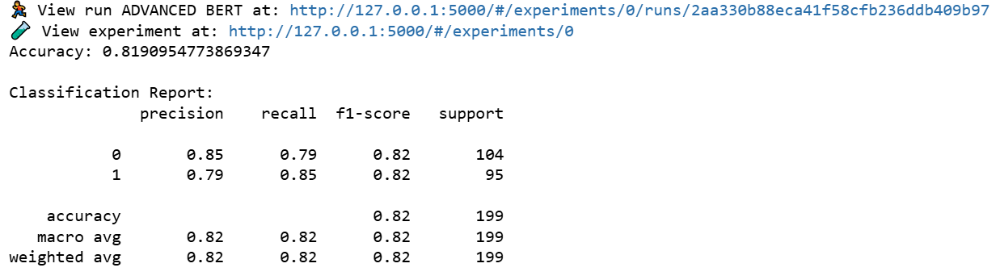 🏃 View run ADVANCED BERT at: http://127.0.0.1:5000/#/experiments/0/runs/2aa330b88eca41f58cfb236ddb409b97
🧪 View experiment at: http://127.0.0.1:5000/#/experiments/0
Accuracy: 0.8190954773869347
Classification Report:
precision recall f1-score support
0 0.85 0.79 0.82 104
1 0.79 0.85 0.82 95
accuracy 0.82 199
macro avg 0.82 0.82 0.82 199
weighted avg 0.82 0.82 0.82 199